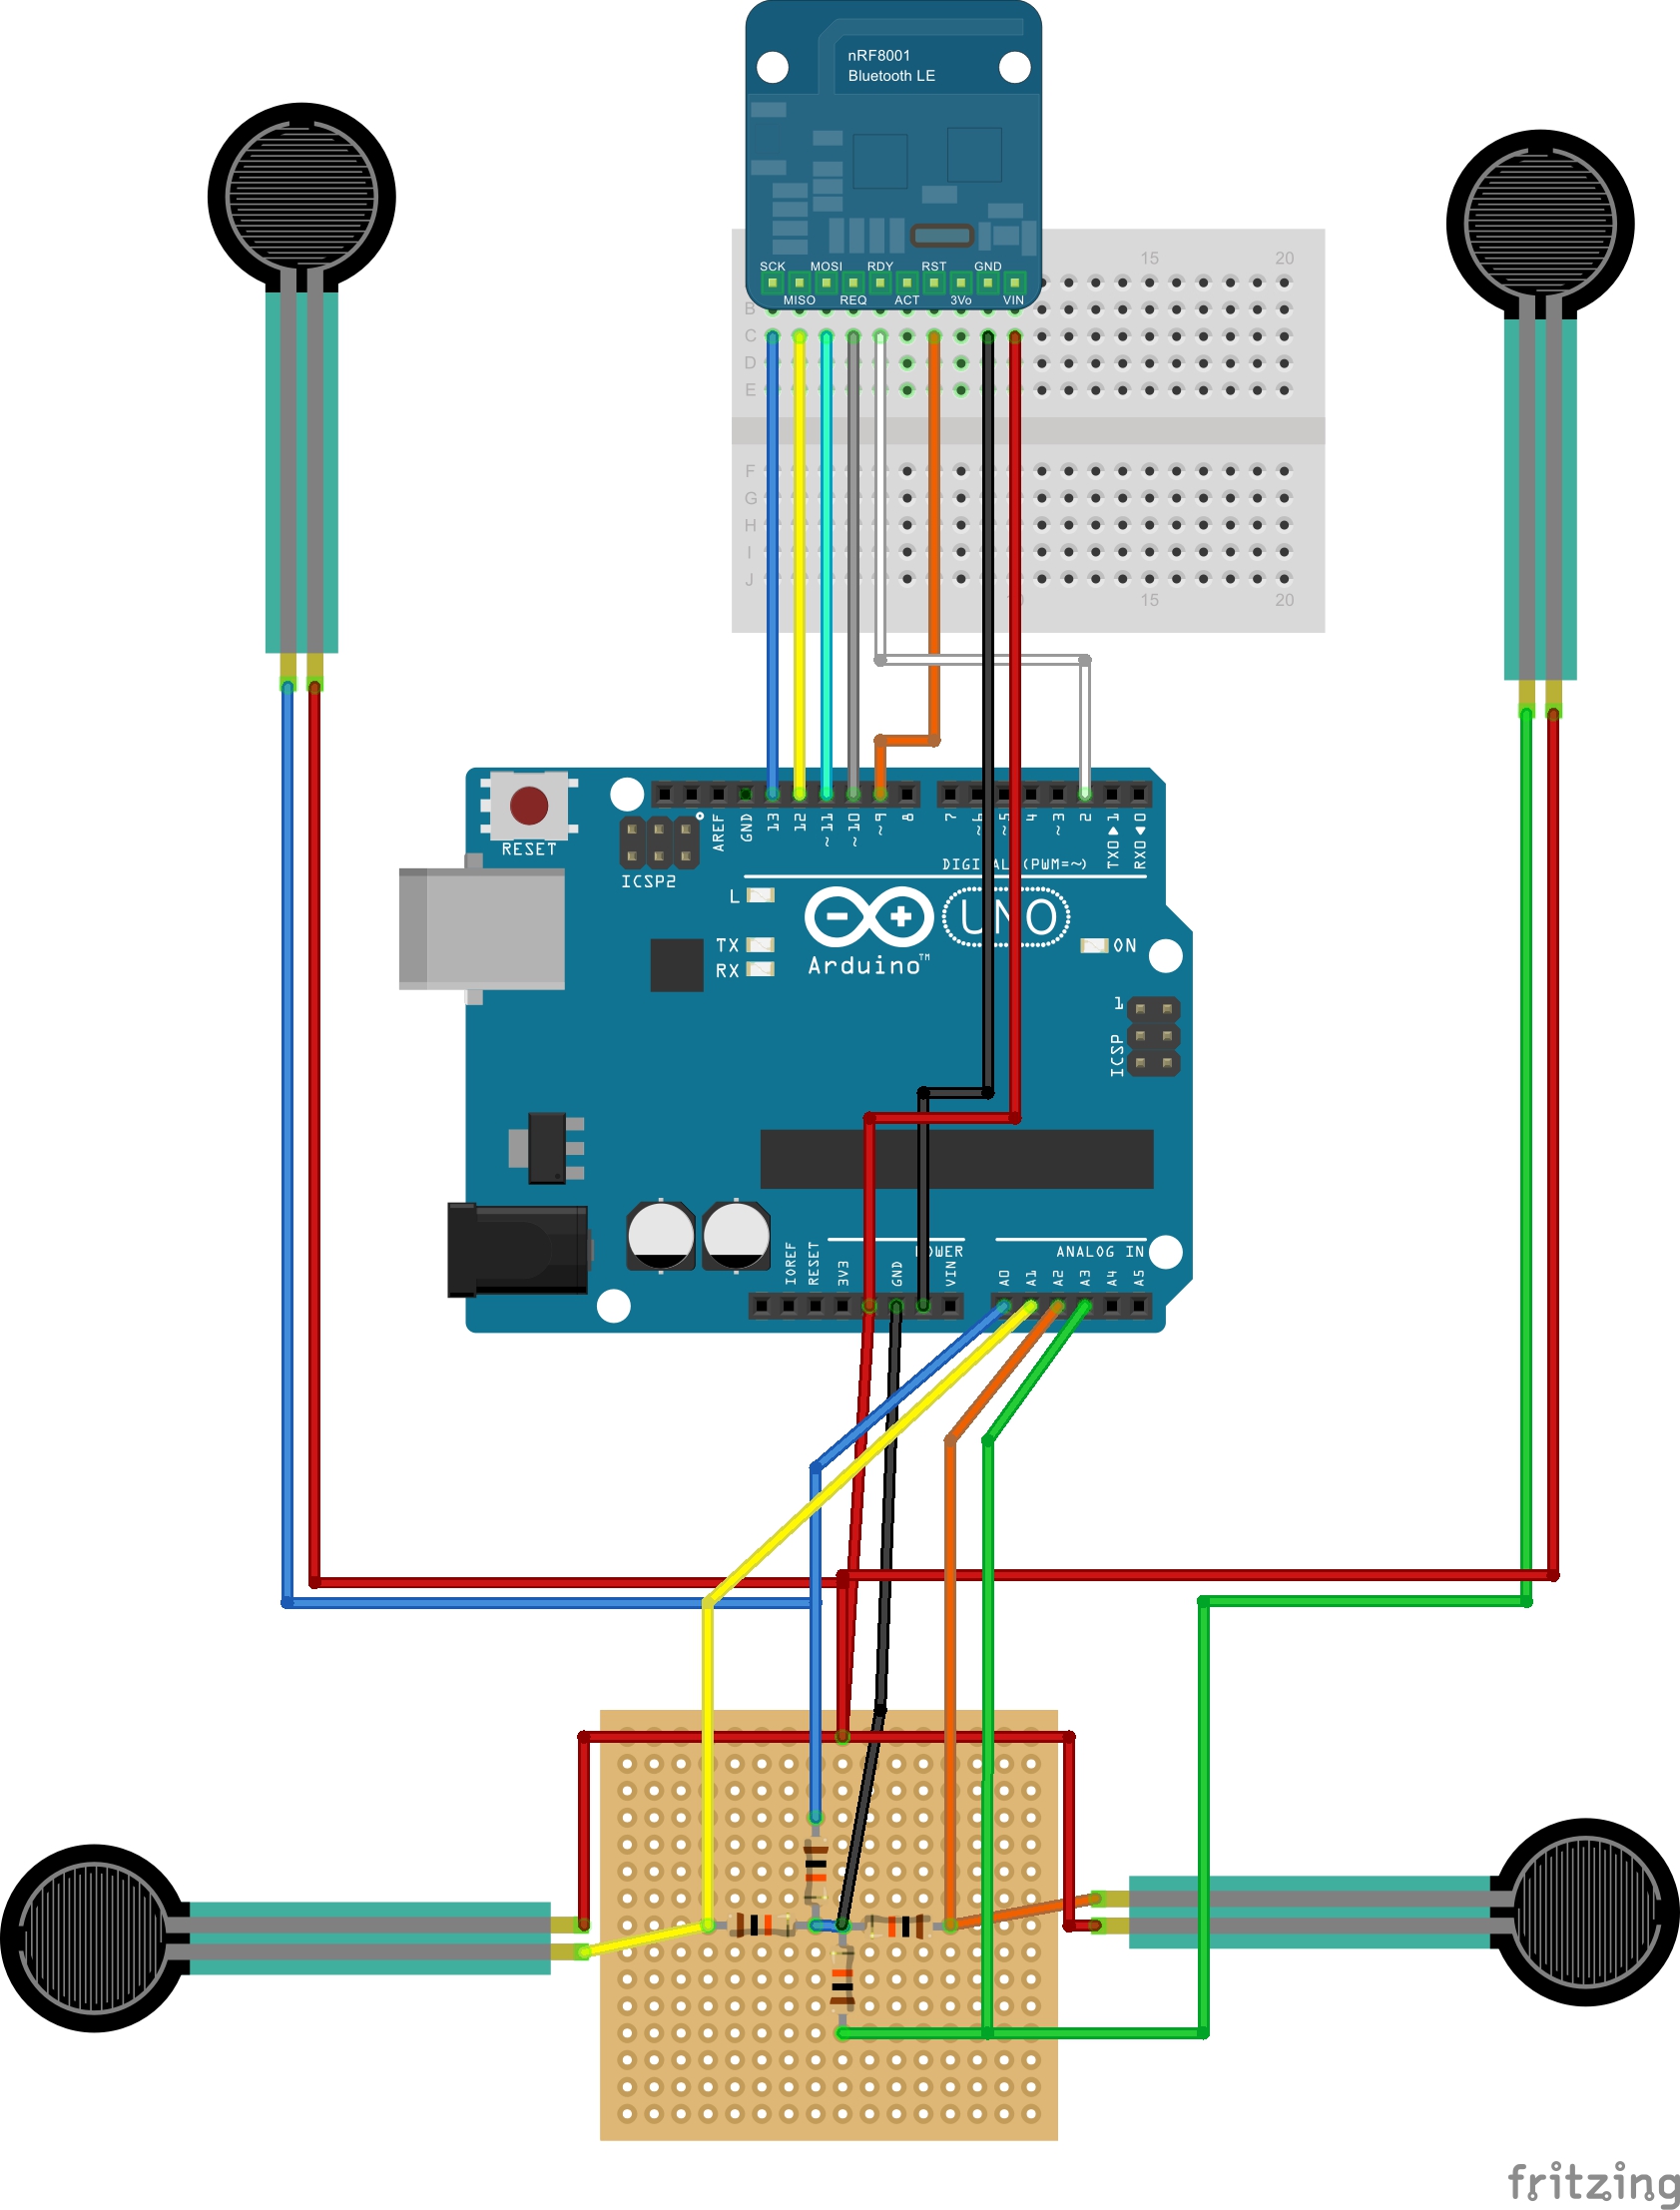 nRF8001
Bluetooth LE
SCK MOSI RDY RST GND
MISO REQ ACT 3Vo VIN
15 20
B
C
D
E
F
G
H
I
J
15 20
RESET
ICSP2
AREF
GND
13
12
~11
~10
~9
8
7
~6
~5
4
~3
2
TX0 1
RX0 0
DIGITAL (PWM=~)
L
TX
RX
UNO
Arduino™
ON
1
ICSP
IOREF
RESET
3V3
GND
VIN
POWER
ANALOG IN
A0
A1
A2
A3
A4
A5
fritzing